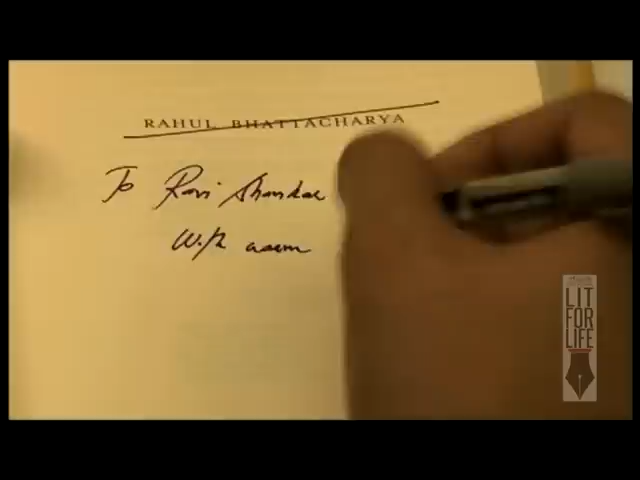 RAHUL BHATTACHARYA
To Ravi Shankar
With warm
LIT
FOR
LIFE